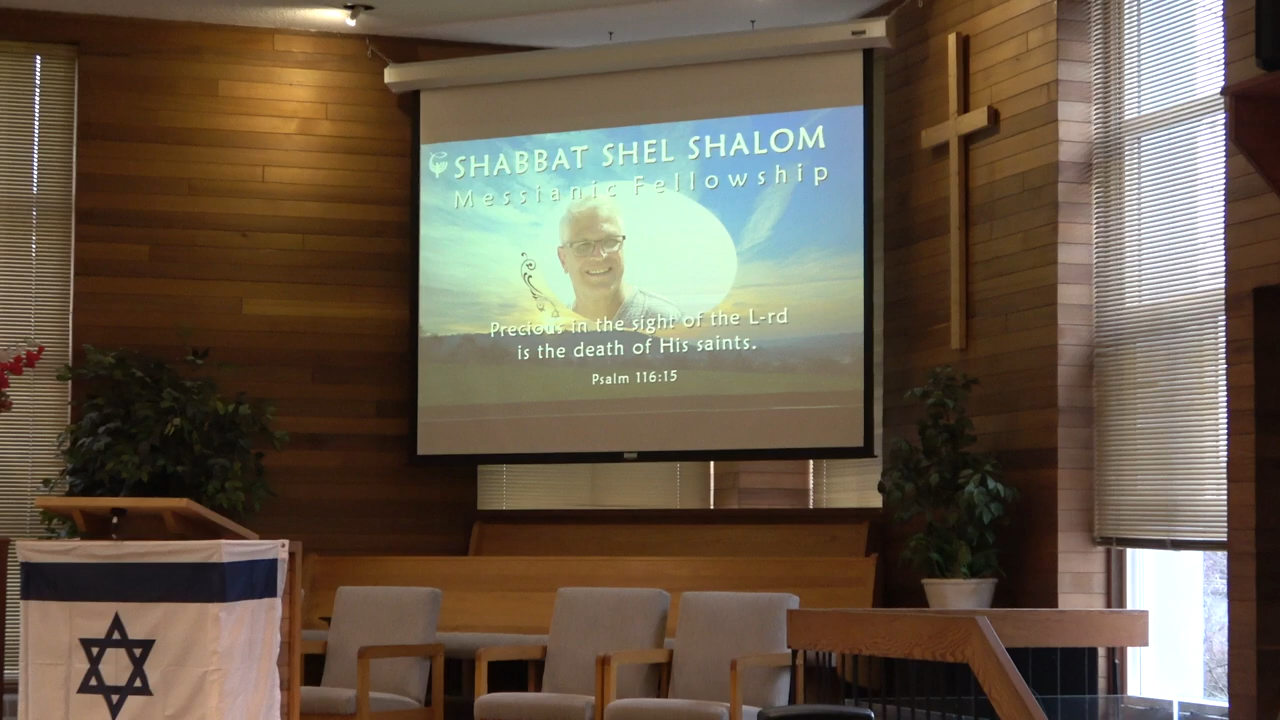 SHABBAT SHEL SHALOM
Messianic Fellowship
Precious in the sight of the L-rd
is the death of His saints.
Psalm 116:15